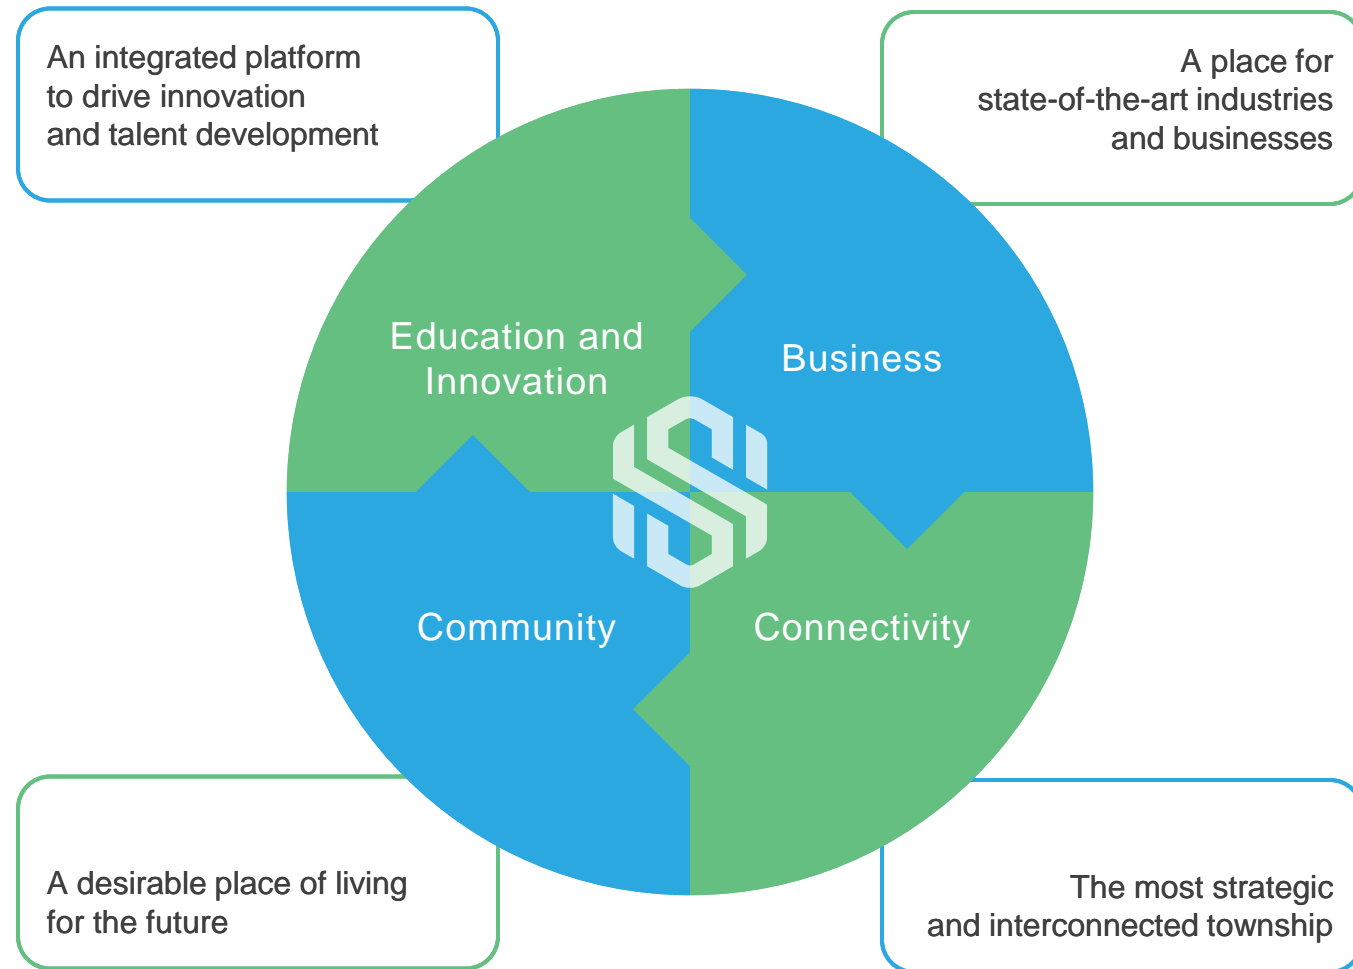 An integrated platform
to drive innovation
and talent development
A place for
state-of-the-art industries
and businesses
Education and
Innovation
Business
Community
Connectivity
A desirable place of living
for the future
The most strategic
and interconnected township